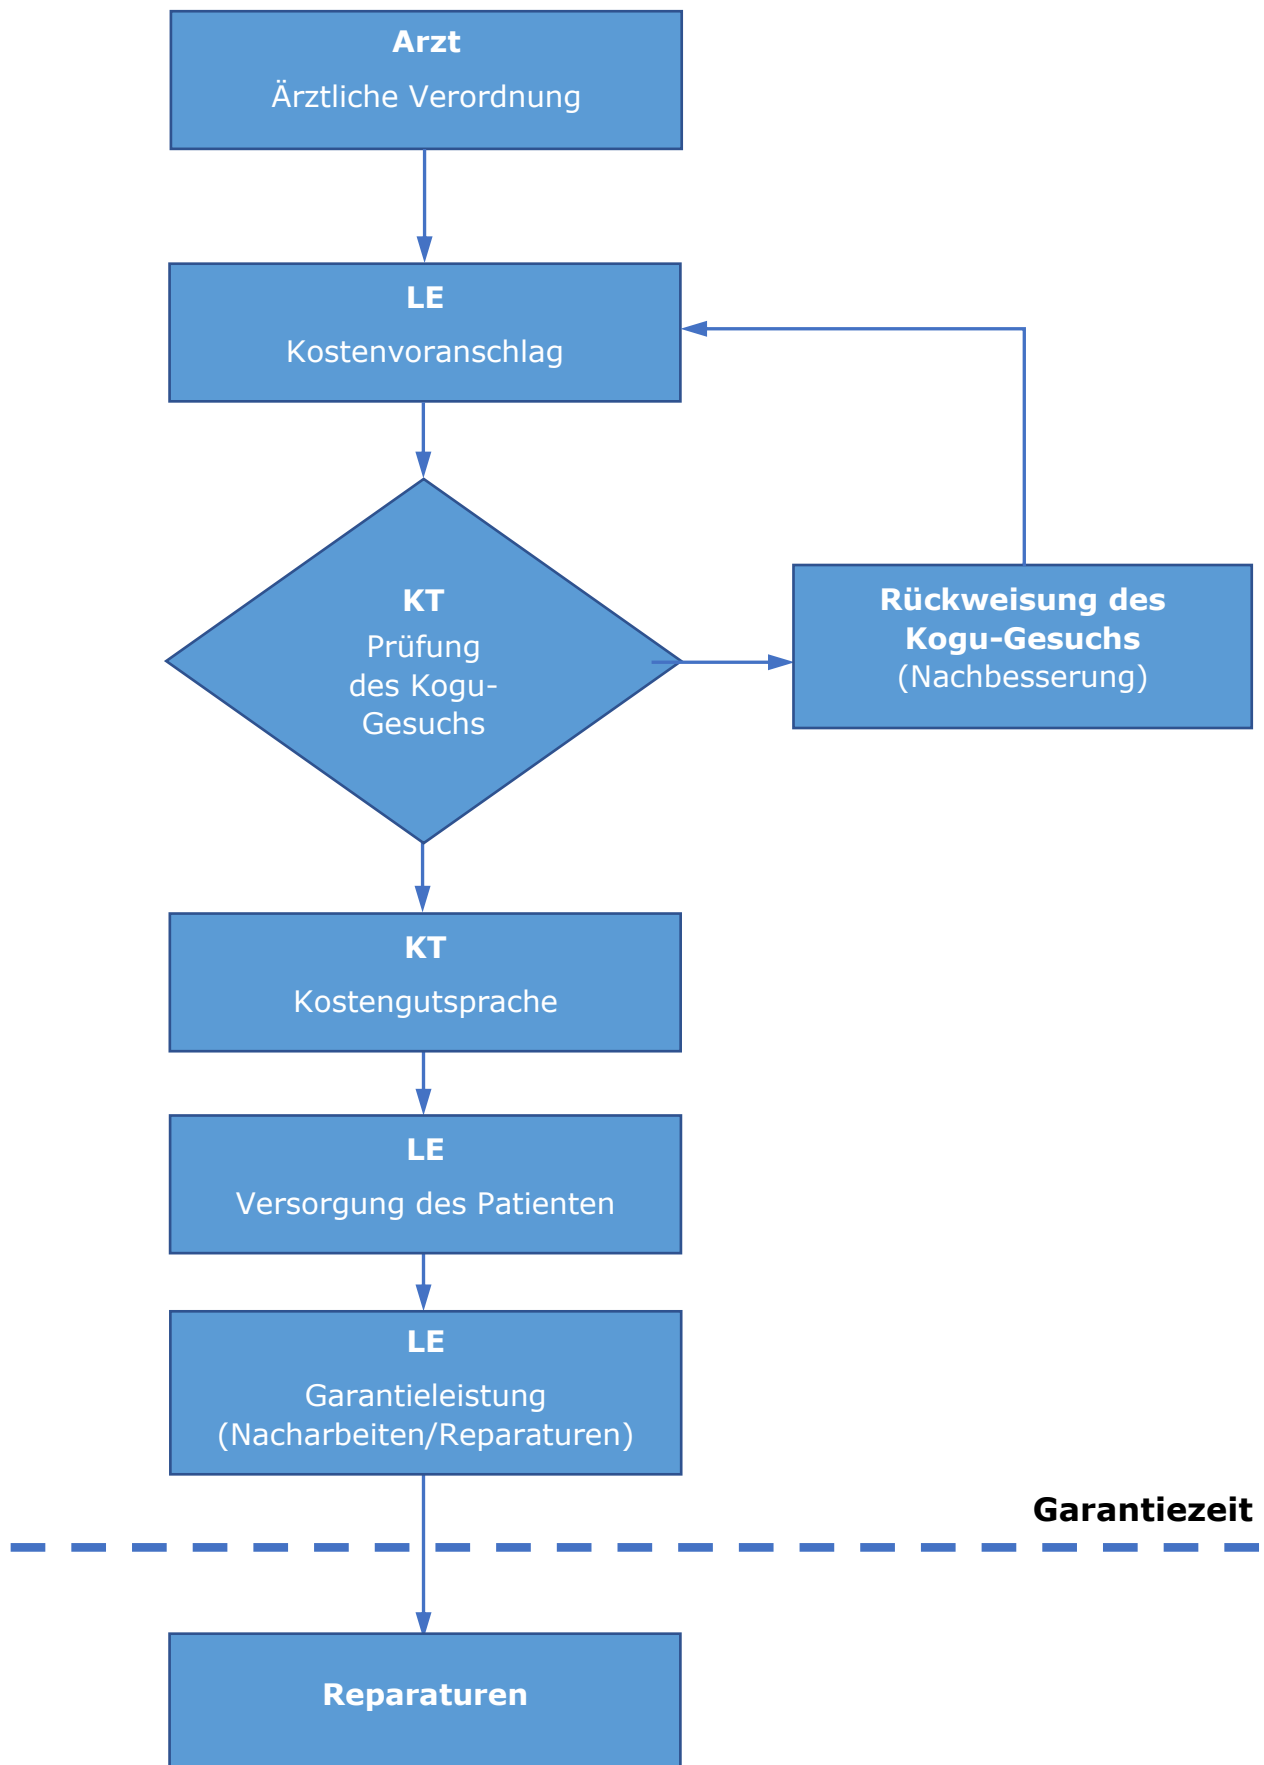 Arzt
Ärztliche Verordnung
LE
Kostenvoranschlag
KT
Prüfung
des Kogu-
Gesuchs
Rückweisung des
Kogu-Gesuchs
(Nachbesserung)
KT
Kostengutsprache
LE
Versorgung des Patienten
LE
Garantieleistung
(Nacharbeiten/Reparaturen)
Garantiezeit
Reparaturen